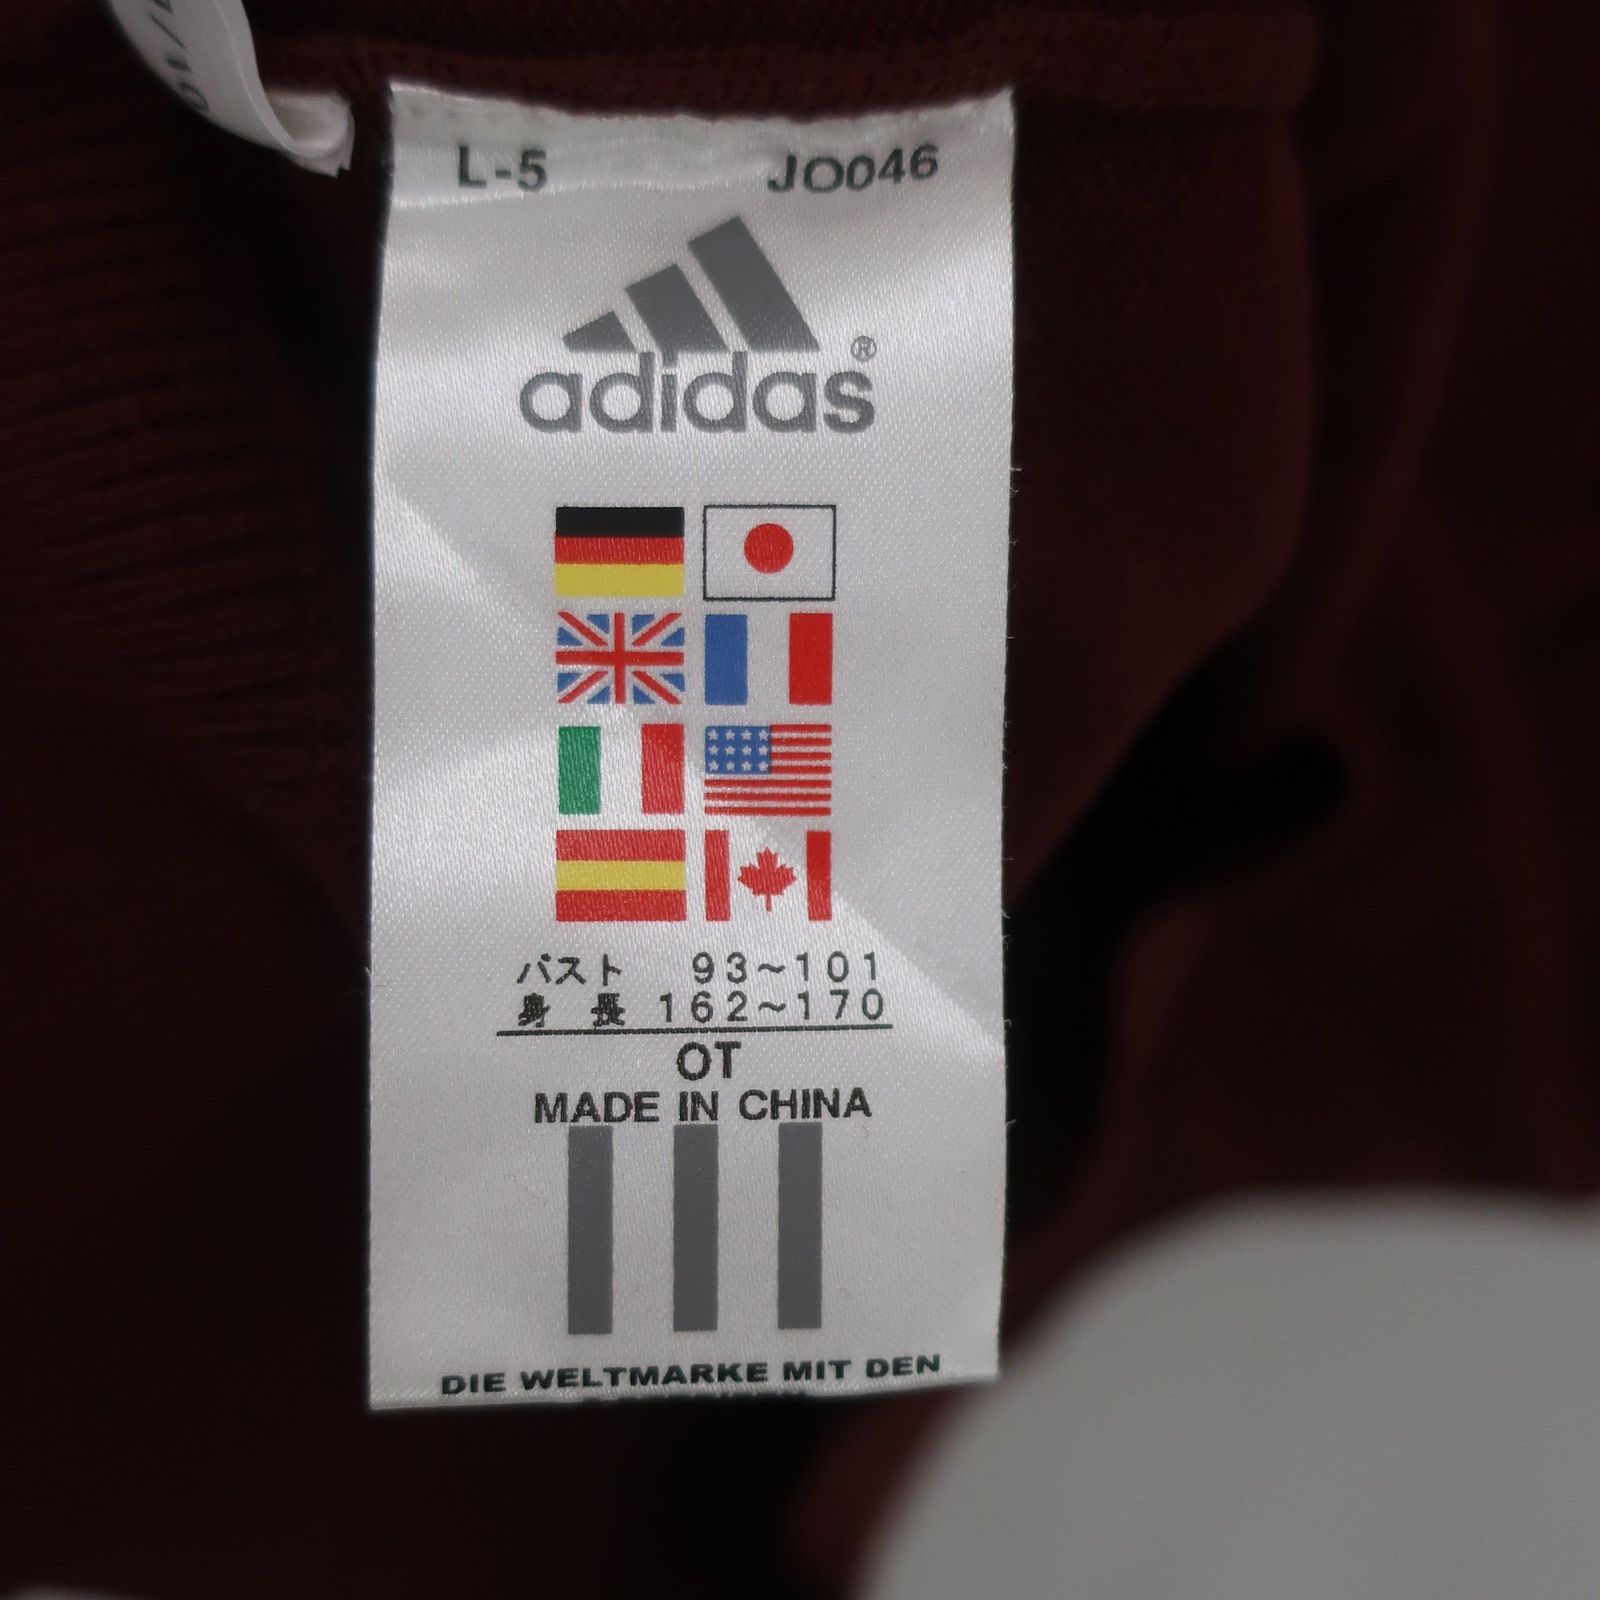 L-5 JO046
adidas®
バスト 93~101
身長 162~170
OT
MADE IN CHINA
DIE WELTMARKE MIT DEN